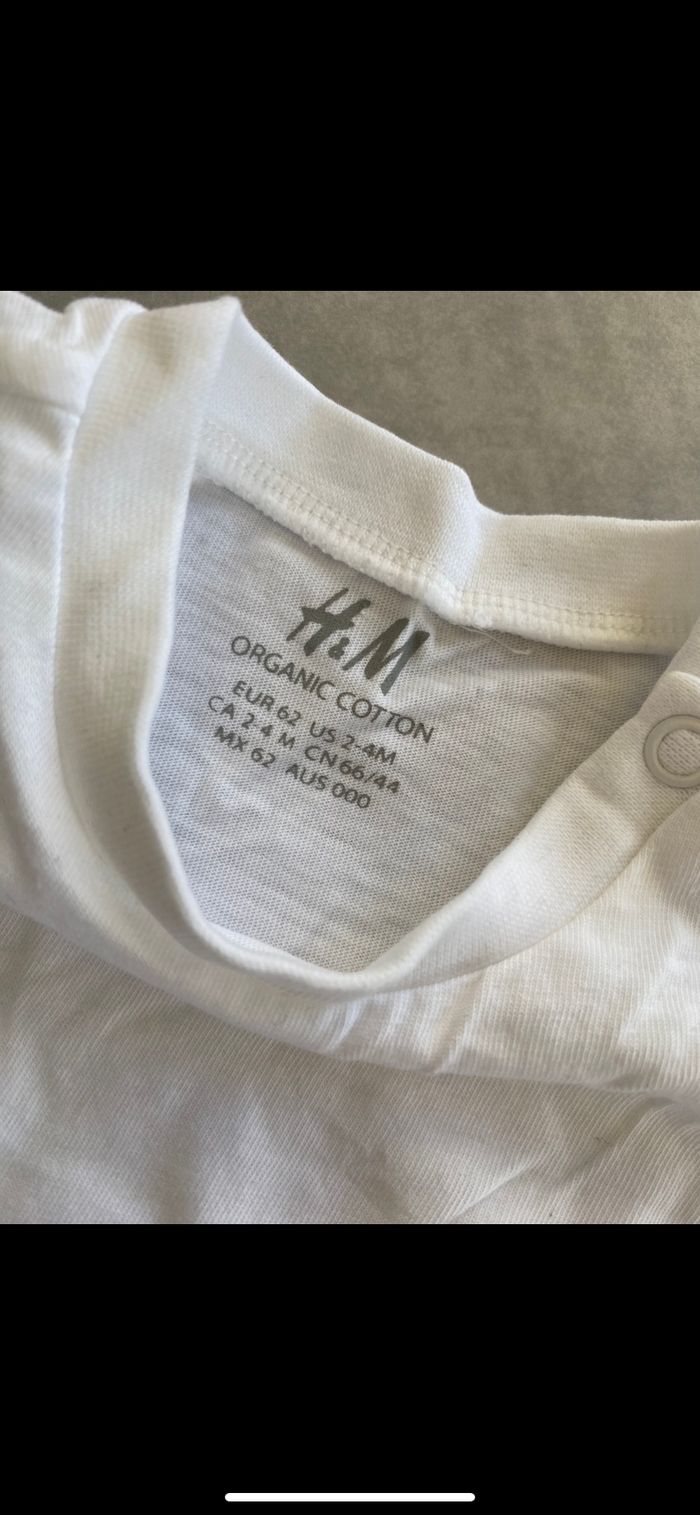 H&M
ORGANIC COTTON
EUR 62 US 2-4M
CA 2 4 M CN 66/44
MX 62 AUS 000